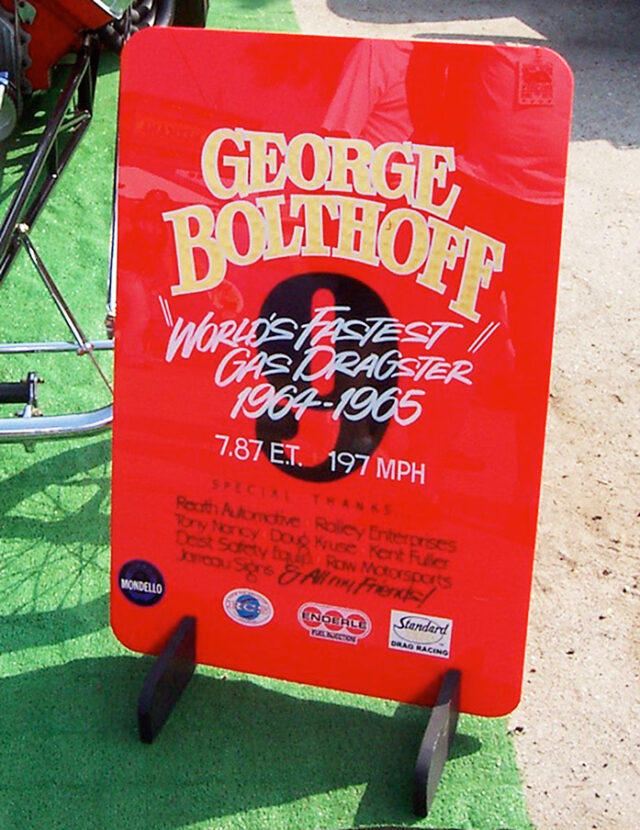 GEORGE
BOLTHOFF
9
"WORLD'S FASTEST"
GAS DRAGSTER
1964-1965
7.87 E.T. 197 MPH
SPECIAL THANKS
Reath Automotive Rolley Enterprises
Tony Nancy Doug Kruse Kent Fuller
Deist Safety Equip. Raw Motorsports
Jarreau Signs & All my Friends!
MONDELLO
ENDERLE
FUEL INJECTION
Standard
DRAG RACING